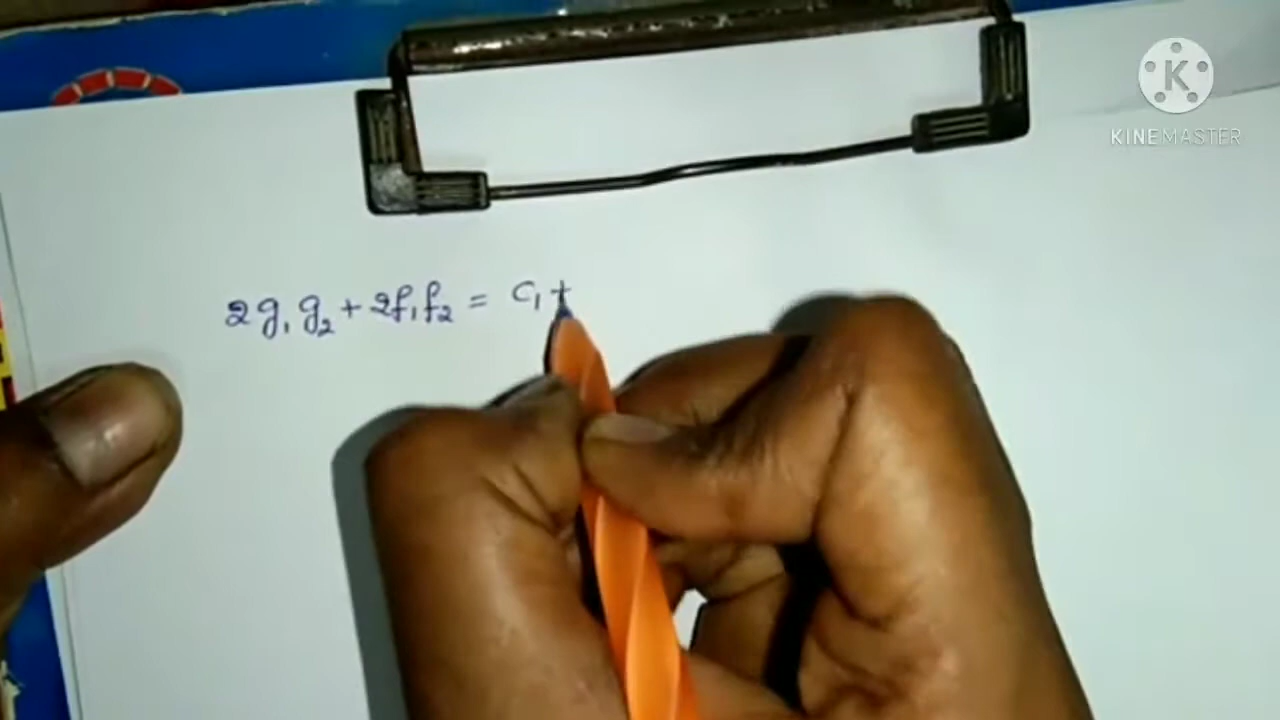 2g₁g₂ + 2f₁f₂ = c₁ +
K
KINEMASTER